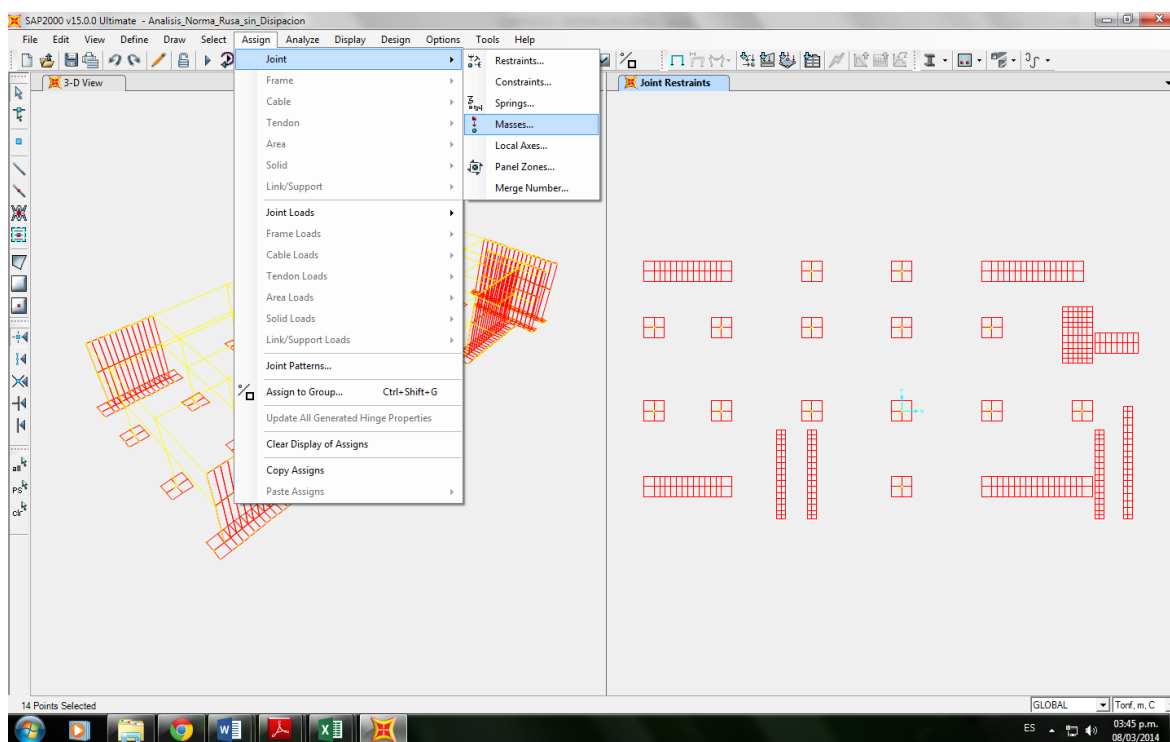 SAP2000 v15.0.0 Ultimate - Analisis_Norma_Rusa_sin_Disipacion
File Edit View Define Draw Select Assign Analyze Display Design Options Tools Help
3-D View
Joint Restraints
Joint
Frame
Cable
Tendon
Area
Solid
Link/Support
Joint Loads
Frame Loads
Cable Loads
Tendon Loads
Area Loads
Solid Loads
Link/Support Loads
Joint Patterns...
Assign to Group... Ctrl+Shift+G
Update All Generated Hinge Properties
Clear Display of Assigns
Copy Assigns
Paste Assigns
Restraints...
Constraints...
Springs...
Masses...
Local Axes...
Panel Zones...
Merge Number...
all
PS
clr
14 Points Selected
GLOBAL
Tonf, m, C
ES
03:45 p.m.
08/03/2014